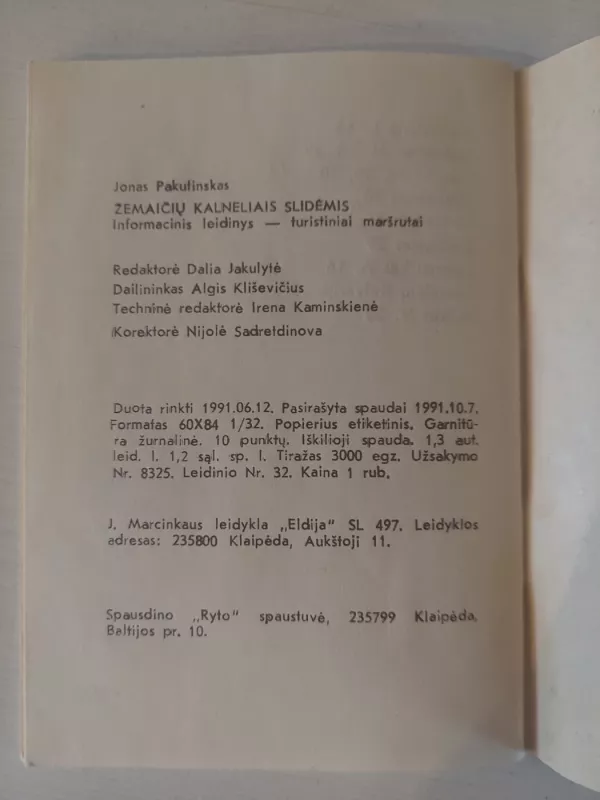 Jonas Pakulinskas
ŽEMAIČIŲ KALNELIAIS SLIDĖMIS
Informacinis leidinys — turistiniai maršrutai
Redaktorė Dalia Jakulytė
Dailininkas Algis Kliševičius
Techninė redaktorė Irena Kaminskienė
Korektorė Nijolė Sadretdinova
Duota rinkti 1991.06.12. Pasirašyta spaudai 1991.10.7.
Formatas 60X84 1/32. Popierius etiketinis. Garnitū-
ra žurnalinė. 10 punktų. Iškilioji spauda. 1,3 aut.
leid. l. 1,2 sąl. sp. l. Tiražas 3000 egz. Užsakymo
Nr. 8325. Leidinio Nr. 32. Kaina 1 rub.
J. Marcinkaus leidykla „Eldija" SL 497. Leidyklos
adresas: 235800 Klaipėda, Aukštoji 11.
Spausdino „Ryto" spaustuvė, 235799 Klaipėda,
Baltijos pr. 10.